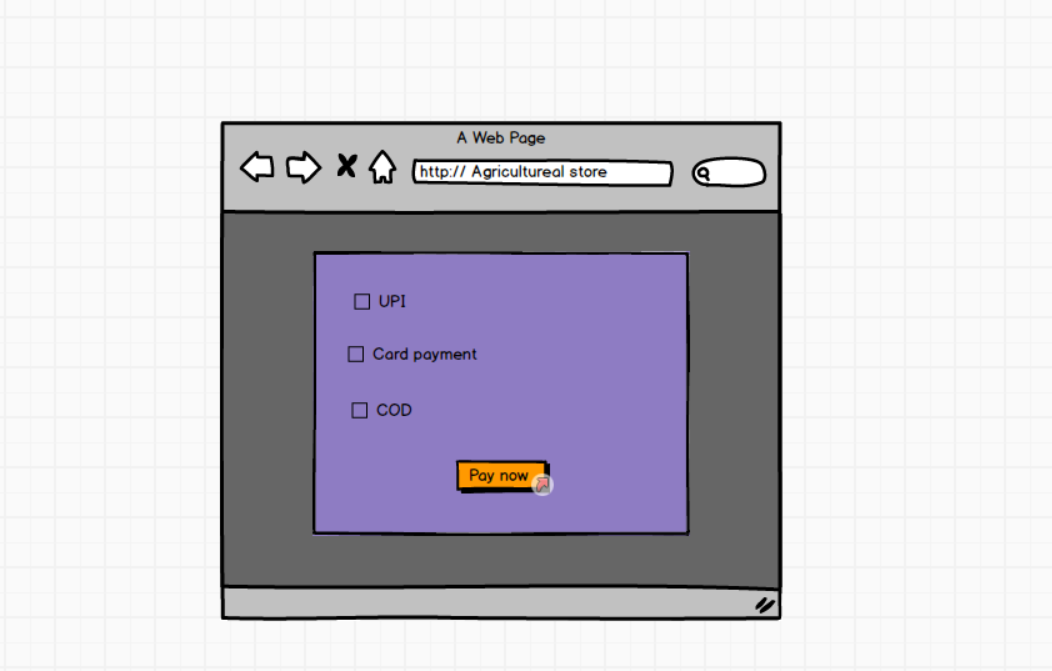 A Web Page
http:// Agricultureal store
UPI
Card payment
COD
Pay now